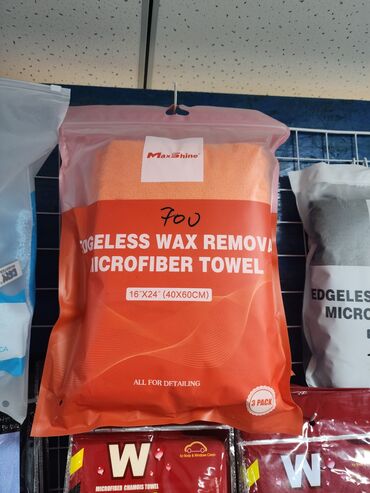 MaxShine
700
EDGELESS WAX REMOVA
MICROFIBER TOWEL
16"X24" (40X60CM)
ALL FOR DETAILING
3 PACK
EDGELES
MICRO
W
MICROFIBER CHAMOIS TOWEL
W